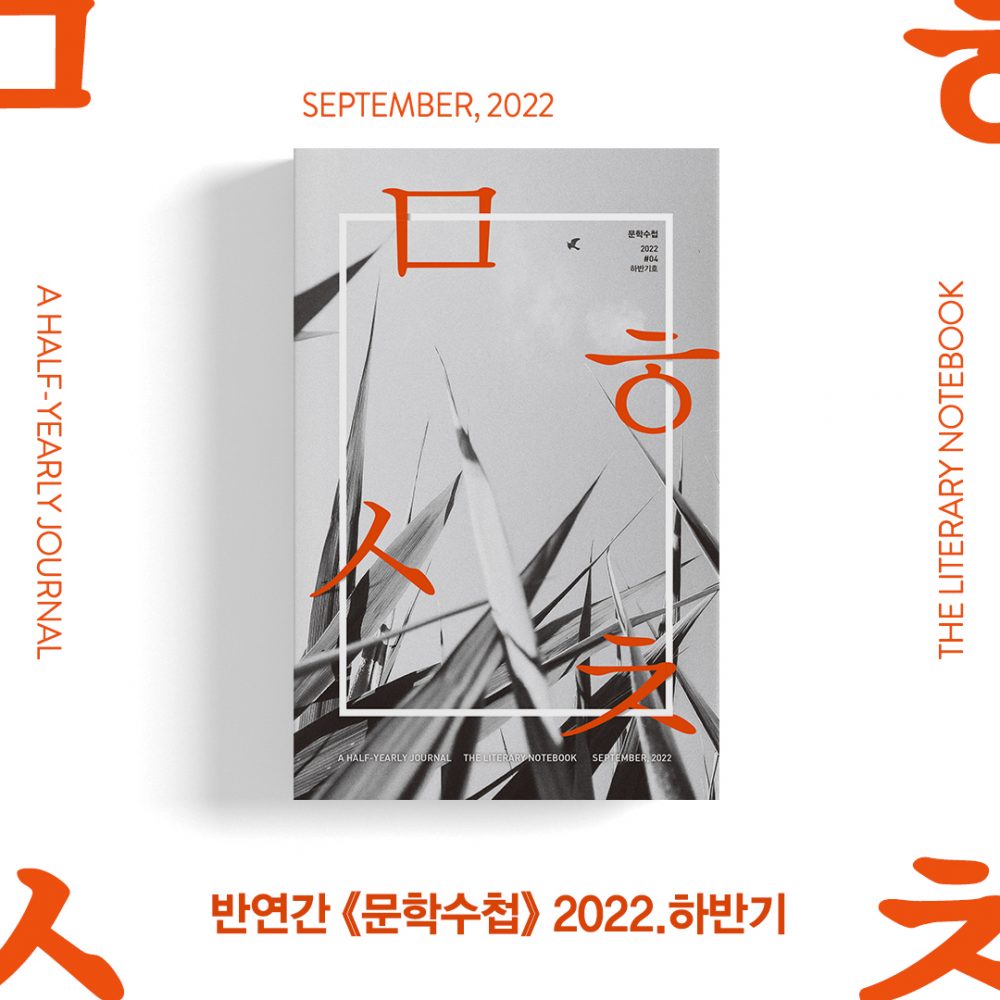 ㅁ
ㅎ
SEPTEMBER, 2022
A HALF-YEARLY JOURNAL
THE LITERARY NOTEBOOK
문학수첩
2022
#04
하반기호
ㅁ
ㅎ
ㅅ
ㅊ
A HALF-YEARLY JOURNAL THE LITERARY NOTEBOOK SEPTEMBER, 2022
반연간 《문학수첩》 2022.하반기
ㅅ
ㅊ